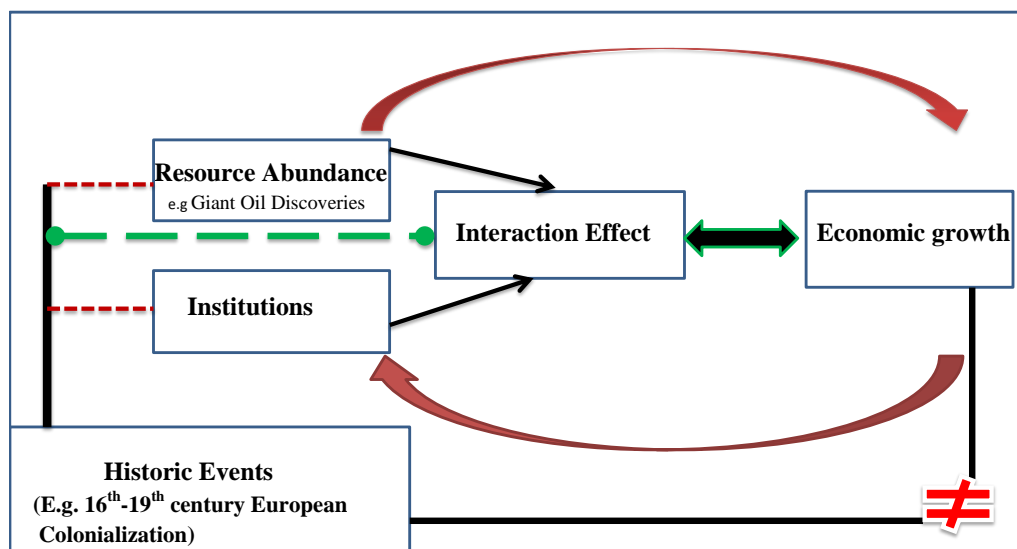 Resource Abundance
e.g Giant Oil Discoveries
Interaction Effect
Economic growth
Institutions
Historic Events
(E.g. 16th-19th century European
Colonialization)
≠